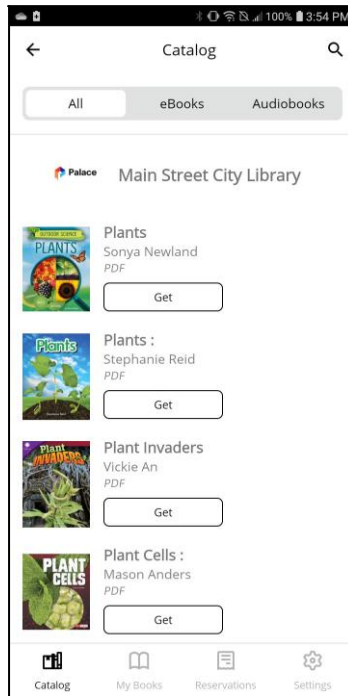 100% 3:54 PM
Catalog
All eBooks Audiobooks
Palace Main Street City Library
OUTDOOR SCIENCE
PLANTS
Plants
Sonya Newland
PDF
Get
Plants
Plants :
Stephanie Reid
PDF
Get
Plant
INVADERS
Plant Invaders
Vickie An
PDF
Get
PLANT
CELLS
Plant Cells :
Mason Anders
PDF
Get
Catalog My Books Reservations Settings